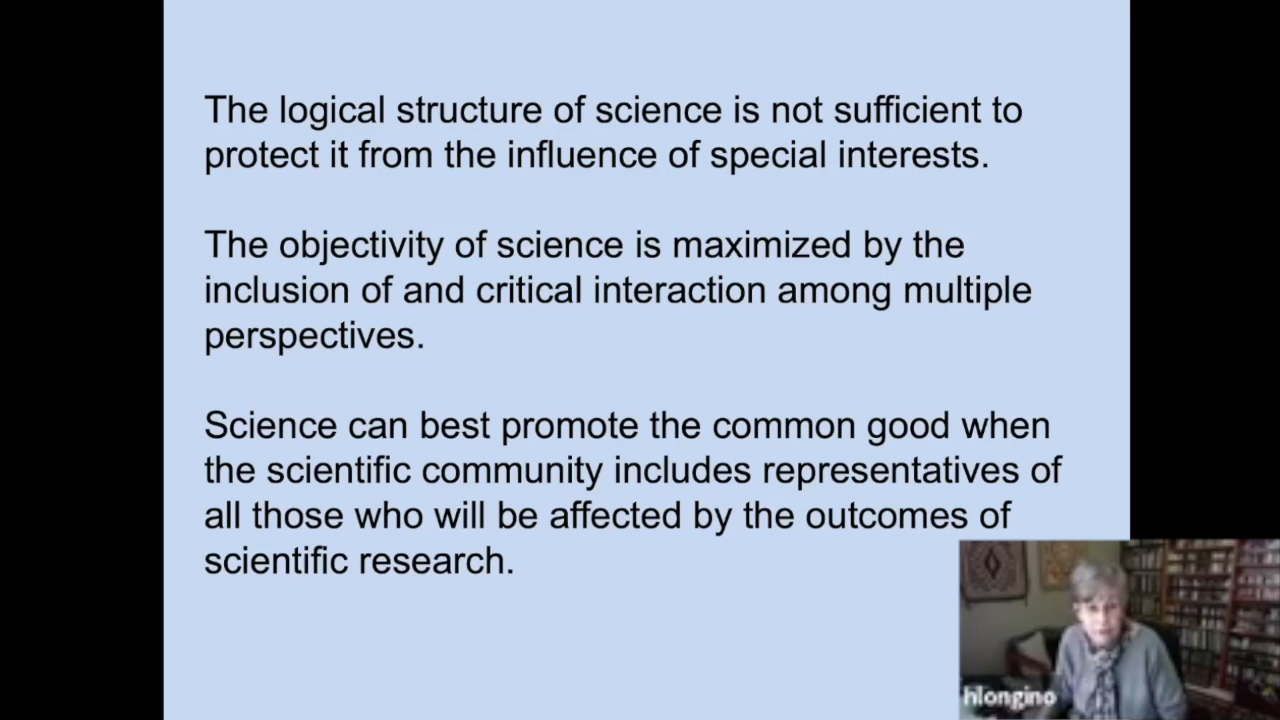 The logical structure of science is not sufficient to
protect it from the influence of special interests.
The objectivity of science is maximized by the
inclusion of and critical interaction among multiple
perspectives.
Science can best promote the common good when
the scientific community includes representatives of
all those who will be affected by the outcomes of
scientific research.
hlongino